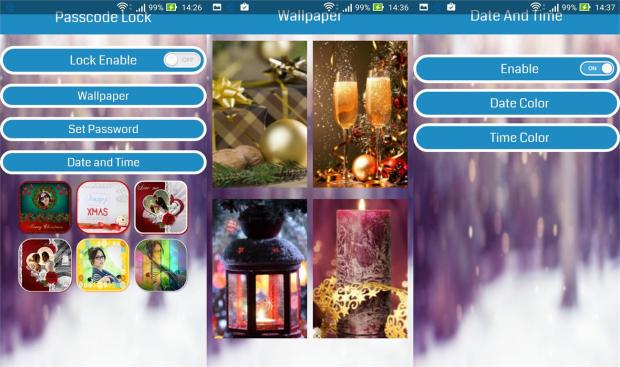 99% 14:26
Passcode Lock
Lock Enable OFF
Wallpaper
Set Password
Date and Time
Merry Christmas
happy
XMAS
Love me
99% 14:36
Wallpaper
99% 14:37
Date And Time
Enable ON
Date Color
Time Color